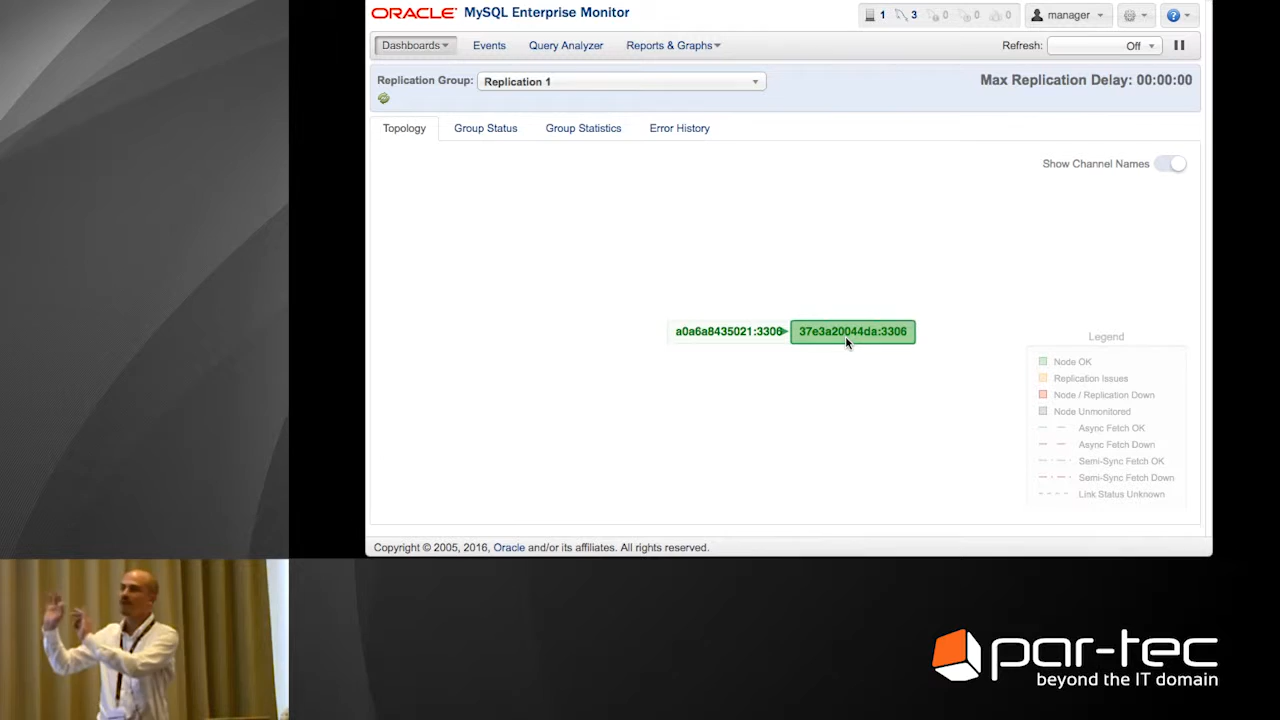 ORACLE® MySQL Enterprise Monitor
1 3 0 0 0 manager
Dashboards Events Query Analyzer Reports & Graphs Refresh: Off
Replication Group: Replication 1 Max Replication Delay: 00:00:00
Topology Group Status Group Statistics Error History
Show Channel Names
a0a6a8435021:3306 37e3a20044da:3306
Legend
Node OK
Replication Issues
Node / Replication Down
Node Unmonitored
Async Fetch OK
Async Fetch Down
Semi-Sync Fetch OK
Semi-Sync Fetch Down
Link Status Unknown
Copyright © 2005, 2016, Oracle and/or its affiliates. All rights reserved.
par-tec
beyond the IT domain